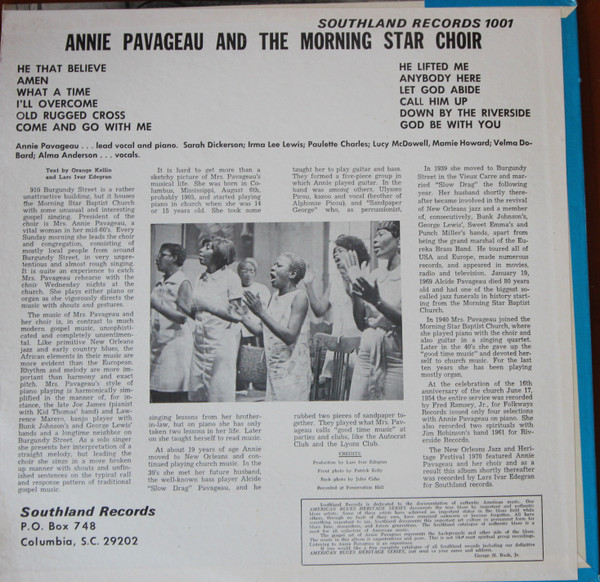 SOUTHLAND RECORDS 1001
ANNIE PAVAGEAU AND THE MORNING STAR CHOIR
HE THAT BELIEVE
AMEN
WHAT A TIME
I'LL OVERCOME
OLD RUGGED CROSS
COME AND GO WITH ME
HE LIFTED ME
ANYBODY HERE
LET GOD ABIDE
CALL HIM UP
DOWN BY THE RIVERSIDE
GOD BE WITH YOU
Annie Pavageau . . . lead vocal and piano. Sarah Dickerson; Irma Lee Lewis; Paulette Charles; Lucy McDowell, Mamie Howard; Velma Do-
Bard; Alma Anderson . . . vocals.
Text by Orange Kellin
and Lars Ivar Edegran
916 Burgundy Street is a rather
unattractive building, but it houses
the Morning Star Baptist Church
with some unusual and interesting
gospel singing. President of the
choir is Mrs. Annie Pavageau, a
vital woman in her mid-60's. Every
Sunday morning she leads the choir
and congregation, consisting of
mostly local people from around
Burgundy Street, in very unpre-
tentious and almost rough singing.
It is quite an experience to catch
Mrs. Pavageau rehearse with the
choir Wednesday nights at the
church. She plays either piano or
organ as she vigorously directs the
music with shouts and gestures.
The music of Mrs. Pavageau and
her choir is, in contrast to much
modern gospel music, unsophisti-
cated and completely unsentimen-
tal. Like primitive New Orleans
jazz and early country blues, the
African elements in their music are
more evident than the European.
Rhythm and melody are more im-
portant than harmony and exact
pitch. Mrs. Pavageau's style of
piano playing is harmonically sim-
plified in the manner of, for in-
stance, the late Joe James (pianist
with Kid Thomas' band) and Law-
rence Marrero, banjo player with
Bunk Johnson's and George Lewis'
bands and a longtime neighbor on
Burgundy Street. As a solo singer
she presents her interpretation of a
straight melody, but leading the
choir she sings in a more broken
up manner with shouts and unfin-
ished sentences on the typical call
and response pattern of traditional
gospel music.
It is hard to get more than a
sketchy picture of Mrs. Pavageau's
musical life. She was born in Co-
lumbus, Mississippi, August 6th,
probably 1905, and started playing
piano in church when she was 14
or 15 years old. She took some
singing lessons from her brother-
in-law, but on piano she has only
taken two lessons in her life. Later
on she taught herself to read music.
At about 19 years of age Annie
moved to New Orleans and con-
tinued playing church music. In the
30's she met her future husband,
the well-known bass player Alcide
"Slow Drag" Pavageau, and he
taught her to play guitar and bass.
They formed a five-piece group in
which Annie played guitar. In the
band was among others, Ulysses
Picou, kazoo and vocal (brother of
Alphonse Picou), and "Sandpaper
George" who, as percussionist,
rubbed two pieces of sandpaper to-
gether. They played what Mrs. Pav-
ageau calls "good time music" at
parties and clubs, like the Autocrat
Club and the Lyons Club.
CREDITS
Production by Lars Ivar Edegran
Front photo by Patrick Kelly
Back photo by Jules Cahn
Recorded at Preservation Hall
In 1939 she moved to Burgundy
Street in the Vieux Carre and mar-
ried "Slow Drag" the following
year. Her husband shortly there-
after became involved in the revival
of New Orleans jazz and a member
of, consecutively, Bunk Johnson's,
George Lewis', Sweet Emma's and
Punch Miller's bands, apart from
being the grand marshal of the Eu-
reka Brass Band. He toured all of
USA and Europe, made numerous
records, and appeared in movies,
radio and television. January 19,
1969 Alcide Pavageau died 80 years
old and had one of the biggest so-
called jazz funerals in history start-
ing from the Morning Star Baptist
Church.
In 1940 Mrs. Pavageau joined the
Morning Star Baptist Church, where
she played piano with the choir and
also guitar in a singing quartet.
Later in the 40's she gave up the
"good time music" and devoted her-
self to church music. For the last
ten years she has been playing
mostly organ.
At the celebration of the 16th
anniversary of the church June 17,
1954 the entire service was recorded
by Fred Ramsey, Jr., for Folkways
Records issued only four selections
with Annie Pavageau on piano. She
also recorded two spirituals with
Jim Robinson's band 1961 for Riv-
erside Records.
The New Orleans Jazz and Heri-
tage Festival 1970 featured Annie
Pavageau and her choir and as a
result this album shortly thereafter
was recorded by Lars Ivar Edegran
for Southland records.
Southland Records
P.O. Box 748
Columbia, S.C. 29202
Southland Records is dedicated to the documentation of authentic American music. Our
AMERICAN BLUES HERITAGE SERIES
George H. Buck, Jr.